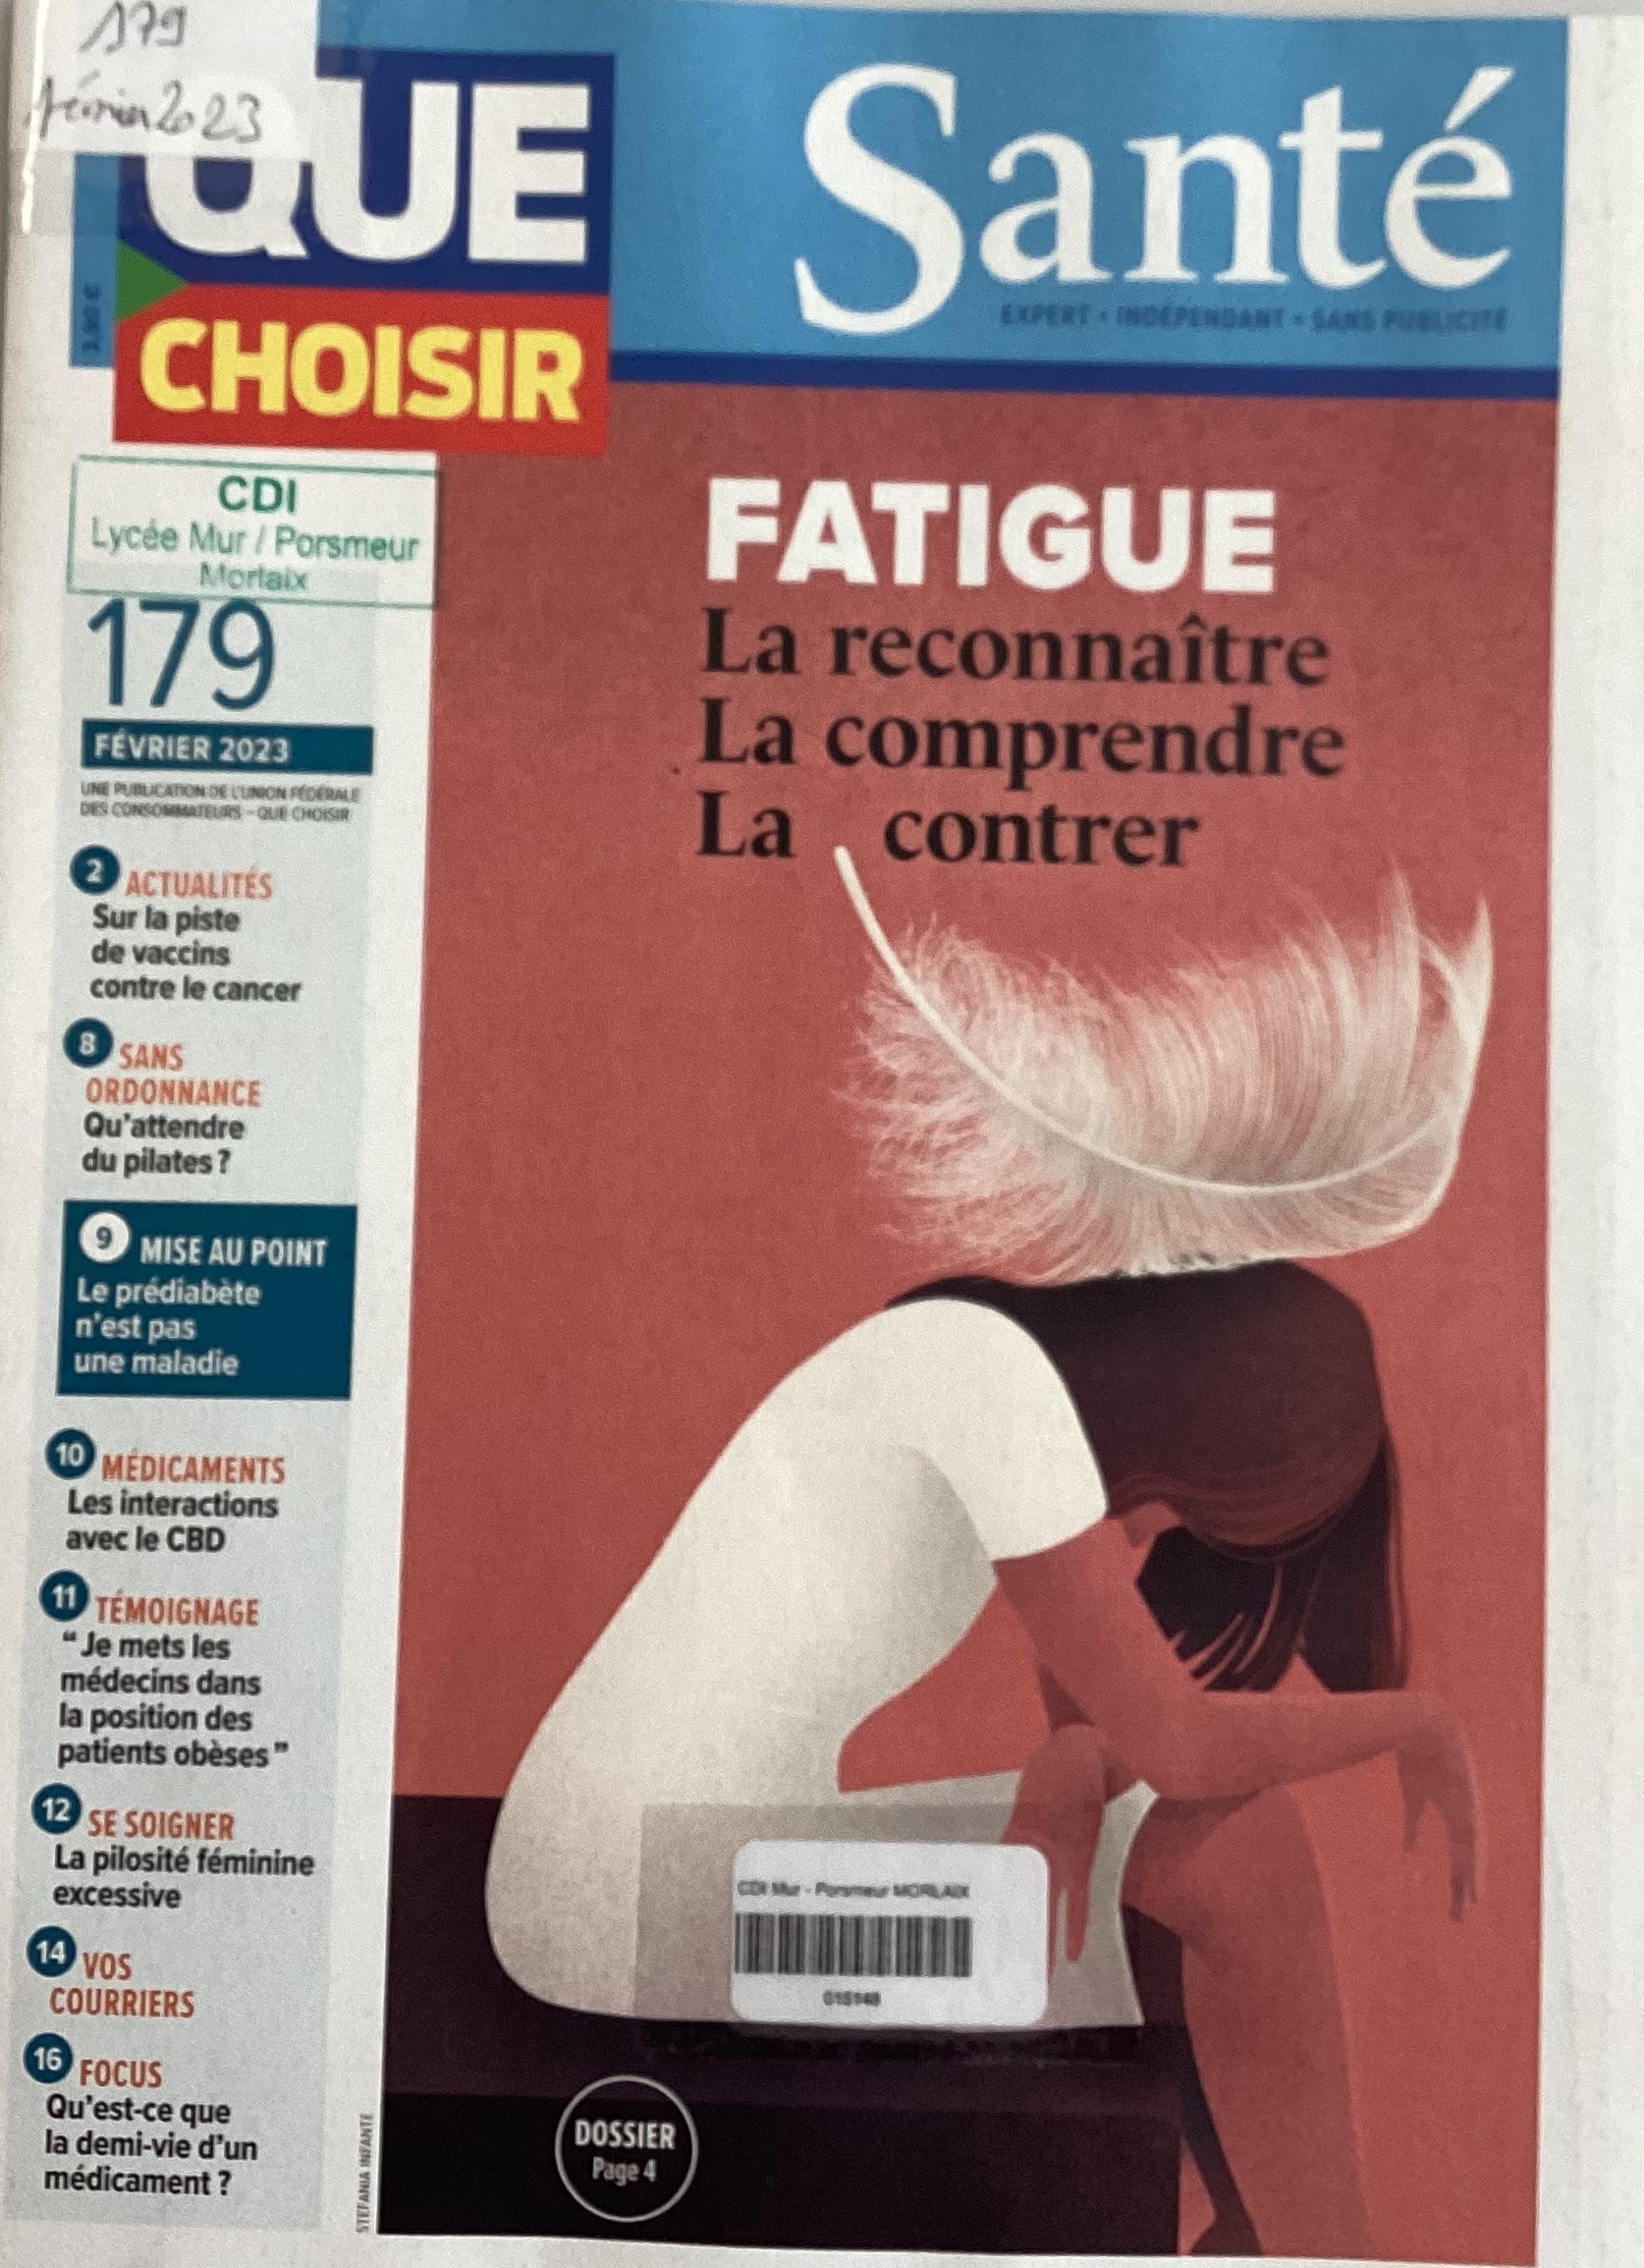 179
février 2023
QUE
CHOISIR
Santé
EXPERT • INDÉPENDANT • SANS PUBLICITÉ
CDI
Lycée Mur / Porsmeur
Morlaix
179
FÉVRIER 2023
UNE PUBLICATION DE L'UNION FÉDÉRALE
DES CONSOMMATEURS – QUE CHOISIR
2 ACTUALITÉS
Sur la piste
de vaccins
contre le cancer
8 SANS
ORDONNANCE
Qu'attendre
du pilates ?
9 MISE AU POINT
Le prédiabète
n'est pas
une maladie
10 MÉDICAMENTS
Les interactions
avec le CBD
11 TÉMOIGNAGE
“ Je mets les
médecins dans
la position des
patients obèses ”
12 SE SOIGNER
La pilosité féminine
excessive
14 VOS
COURRIERS
16 FOCUS
Qu'est-ce que
la demi-vie d'un
médicament ?
STEFANIA INFANTE
FATIGUE
La reconnaître
La comprendre
La contrer
CDI Mur - Porsmeur MORLAIX
DOSSIER
Page 4